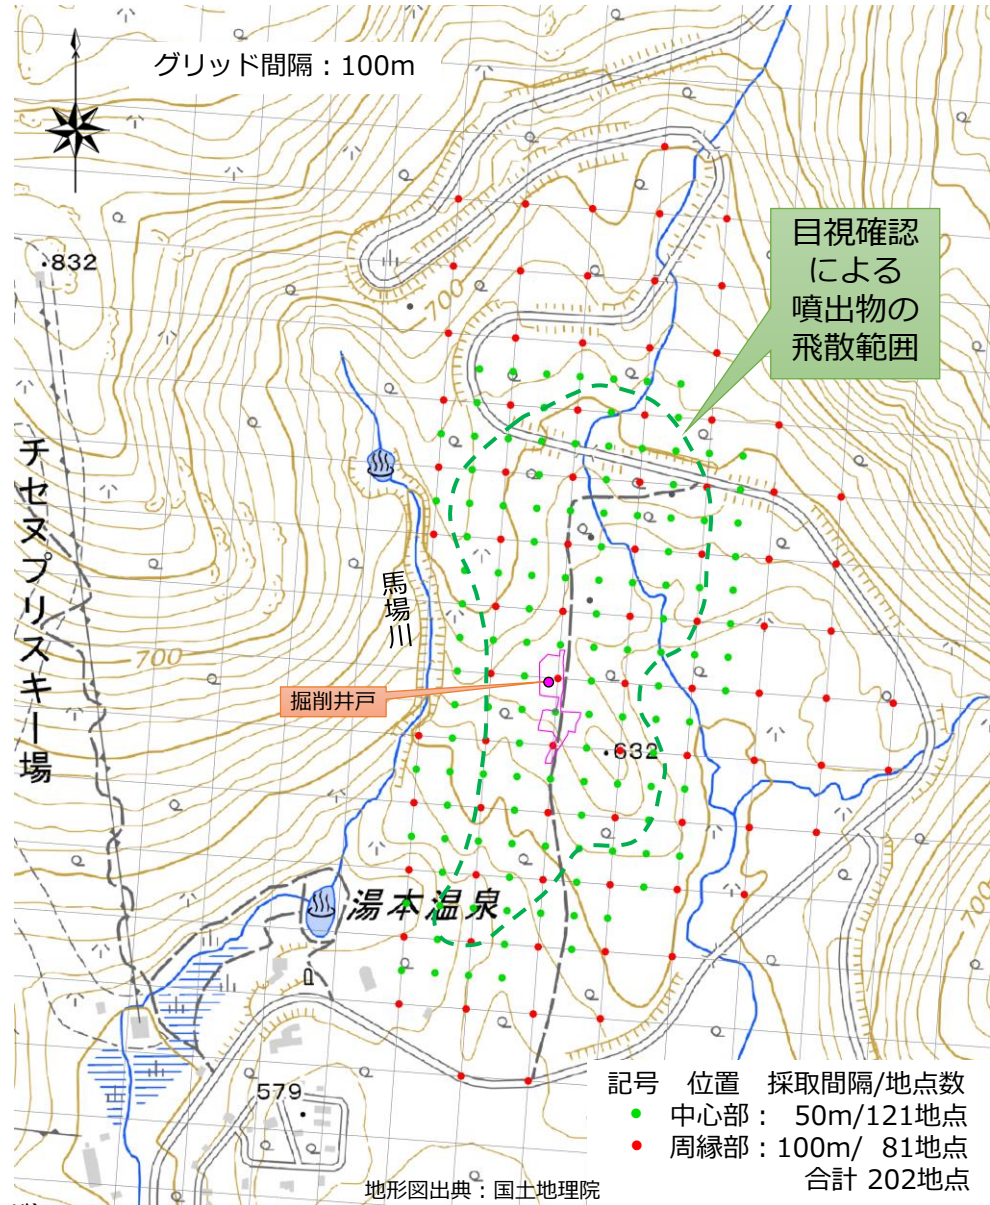 グリッド間隔：100m
目視確認
による
噴出物の
飛散範囲
832
700
チセヌプリスキー場
馬場川
700
掘削井戸
632
湯本温泉
700
579
記号 位置 採取間隔/地点数
中心部： 50m/121地点
周縁部：100m/ 81地点
合計 202地点
地形図出典：国土地理院